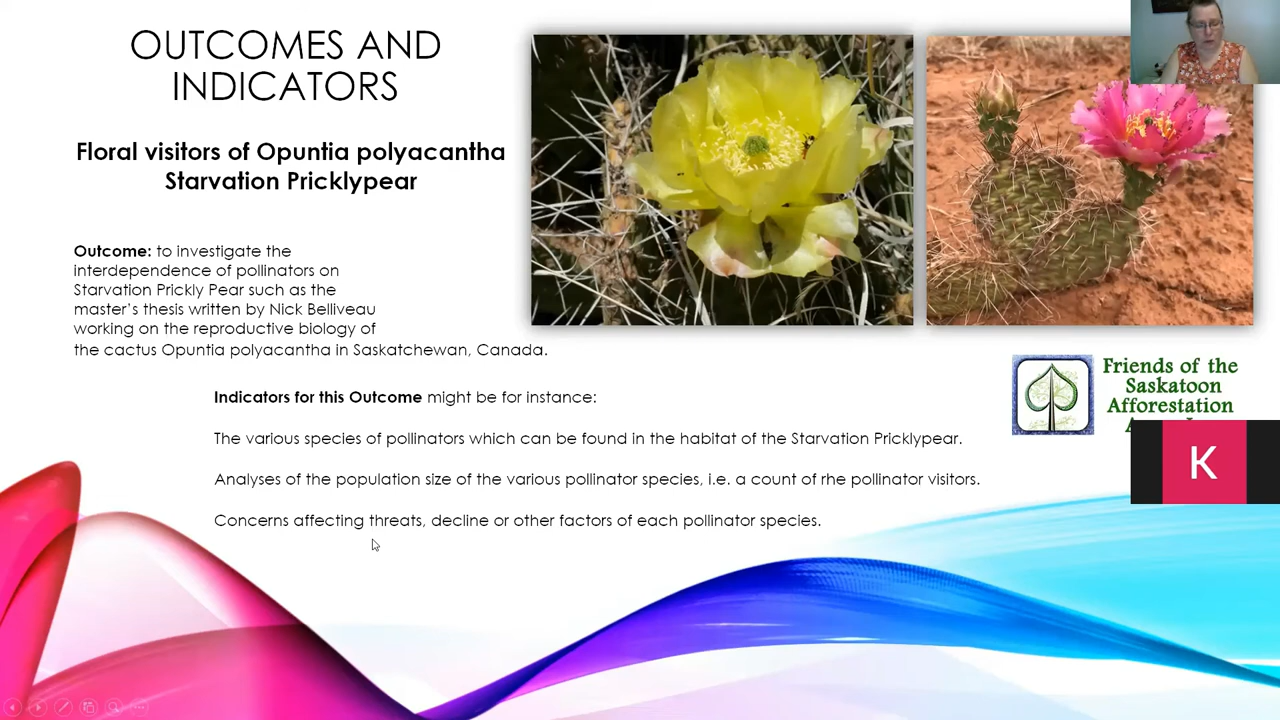 OUTCOMES AND
INDICATORS
Floral visitors of Opuntia polyacantha
Starvation Pricklypear
Outcome: to investigate the
interdependence of pollinators on
Starvation Prickly Pear such as the
master's thesis written by Nick Belliveau
working on the reproductive biology of
the cactus Opuntia polyacantha in Saskatchewan, Canada.
Indicators for this Outcome might be for instance:
The various species of pollinators which can be found in the habitat of the Starvation Pricklypear.
Analyses of the population size of the various pollinator species, i.e. a count of rhe pollinator visitors.
Concerns affecting threats, decline or other factors of each pollinator species.
Friends of the
Saskatoon
Afforestation
K